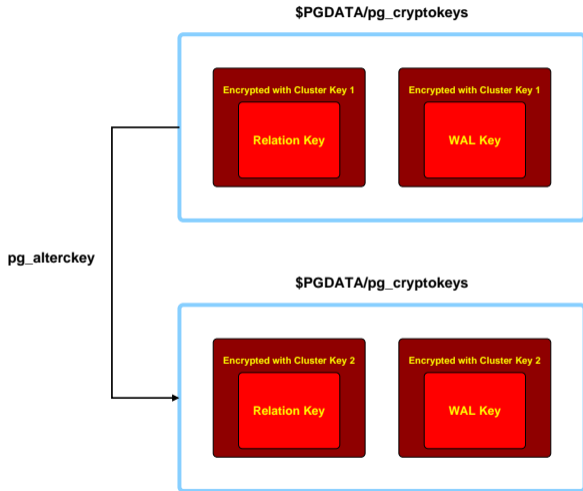 $PGDATA/pg_cryptokeys
Encrypted with Cluster Key 1
Relation Key
Encrypted with Cluster Key 1
WAL Key
pg_alterckey
$PGDATA/pg_cryptokeys
Encrypted with Cluster Key 2
Relation Key
Encrypted with Cluster Key 2
WAL Key